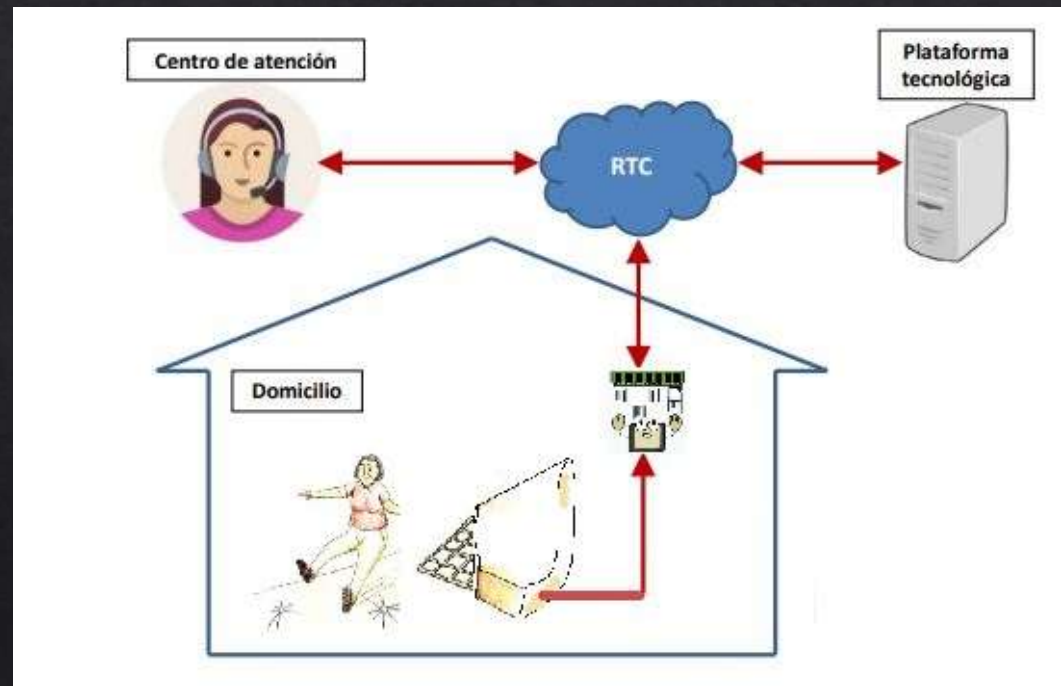 Centro de atención
Plataforma
tecnológica
RTC
Domicilio